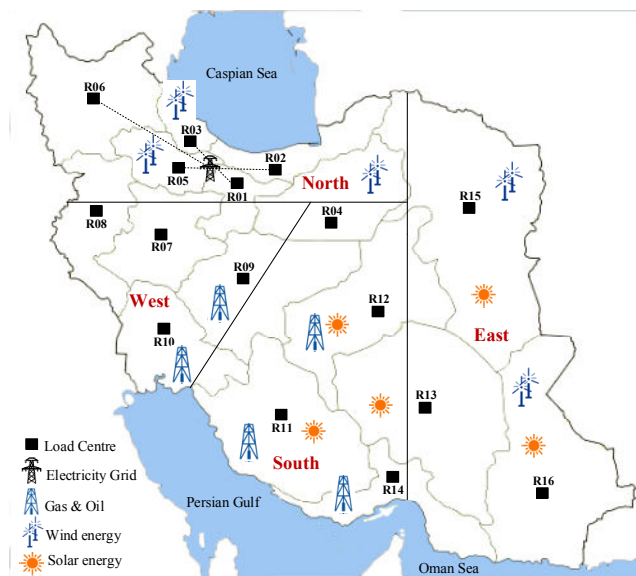 Caspian Sea
R06
R03
R02
R05
North
R01
R15
R08
R04
R07
R09
West
R12
R10
East
R13
R11
Load Centre
South
Electricity Grid
R14
R16
Persian Gulf
Gas & Oil
Wind energy
Solar energy
Oman Sea